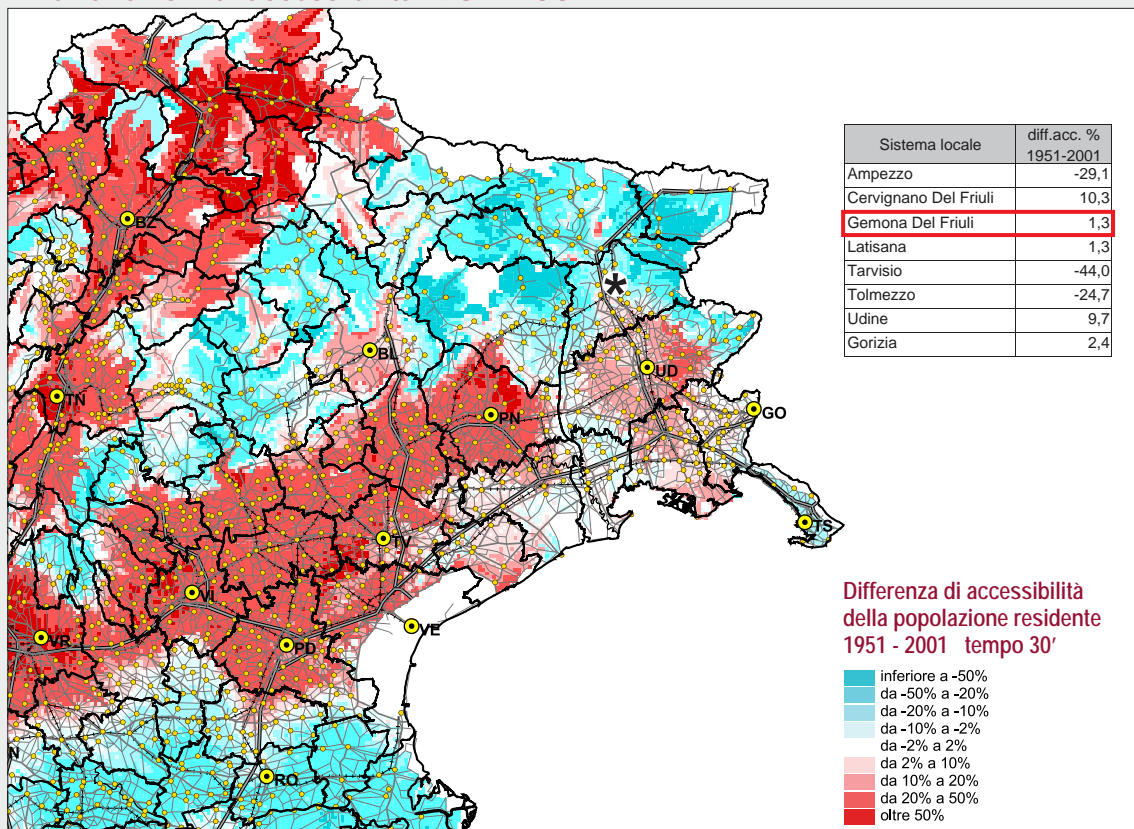 Sistema locale diff.acc. % 1951-2001
Ampezzo -29,1
Cervignano Del Friuli 10,3
Gemona Del Friuli 1,3
Latisana 1,3
Tarvisio -44,0
Tolmezzo -24,7
Udine 9,7
Gorizia 2,4
BZ
*
BL
UD
TN
PN
GO
TS
TV
VI
VE
VR
PD
N
RO
Differenza di accessibilità
della popolazione residente
1951 - 2001 tempo 30'
inferiore a -50%
da -50% a -20%
da -20% a -10%
da -10% a -2%
da -2% a 2%
da 2% a 10%
da 10% a 20%
da 20% a 50%
oltre 50%